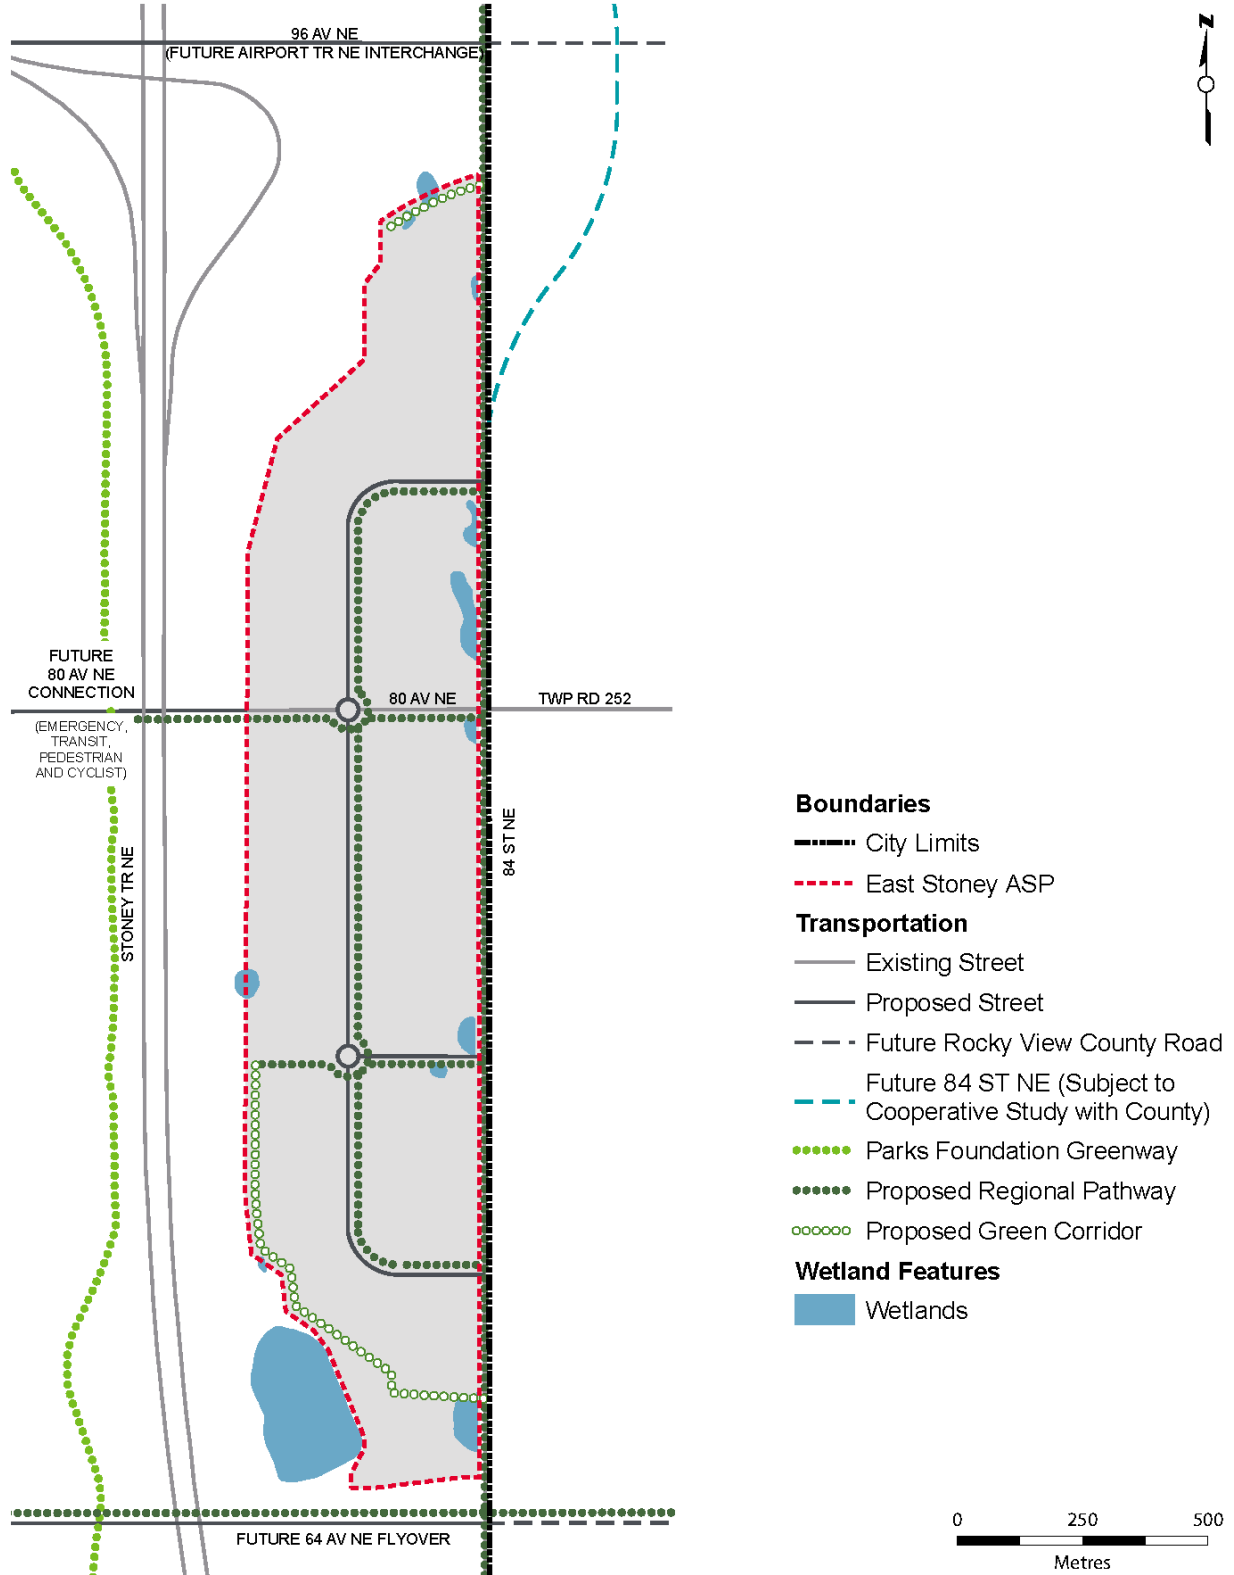 96 AV NE
(FUTURE AIRPORT TR NE INTERCHANGE)
N
FUTURE
80 AV NE
CONNECTION
(EMERGENCY,
TRANSIT,
PEDESTRIAN
AND CYCLIST)
80 AV NE
TWP RD 252
STONEY TR NE
84 ST NE
FUTURE 64 AV NE FLYOVER
Boundaries
City Limits
East Stoney ASP
Transportation
Existing Street
Proposed Street
Future Rocky View County Road
Future 84 ST NE (Subject to
Cooperative Study with County)
Parks Foundation Greenway
Proposed Regional Pathway
Proposed Green Corridor
Wetland Features
Wetlands
0 250 500
Metres